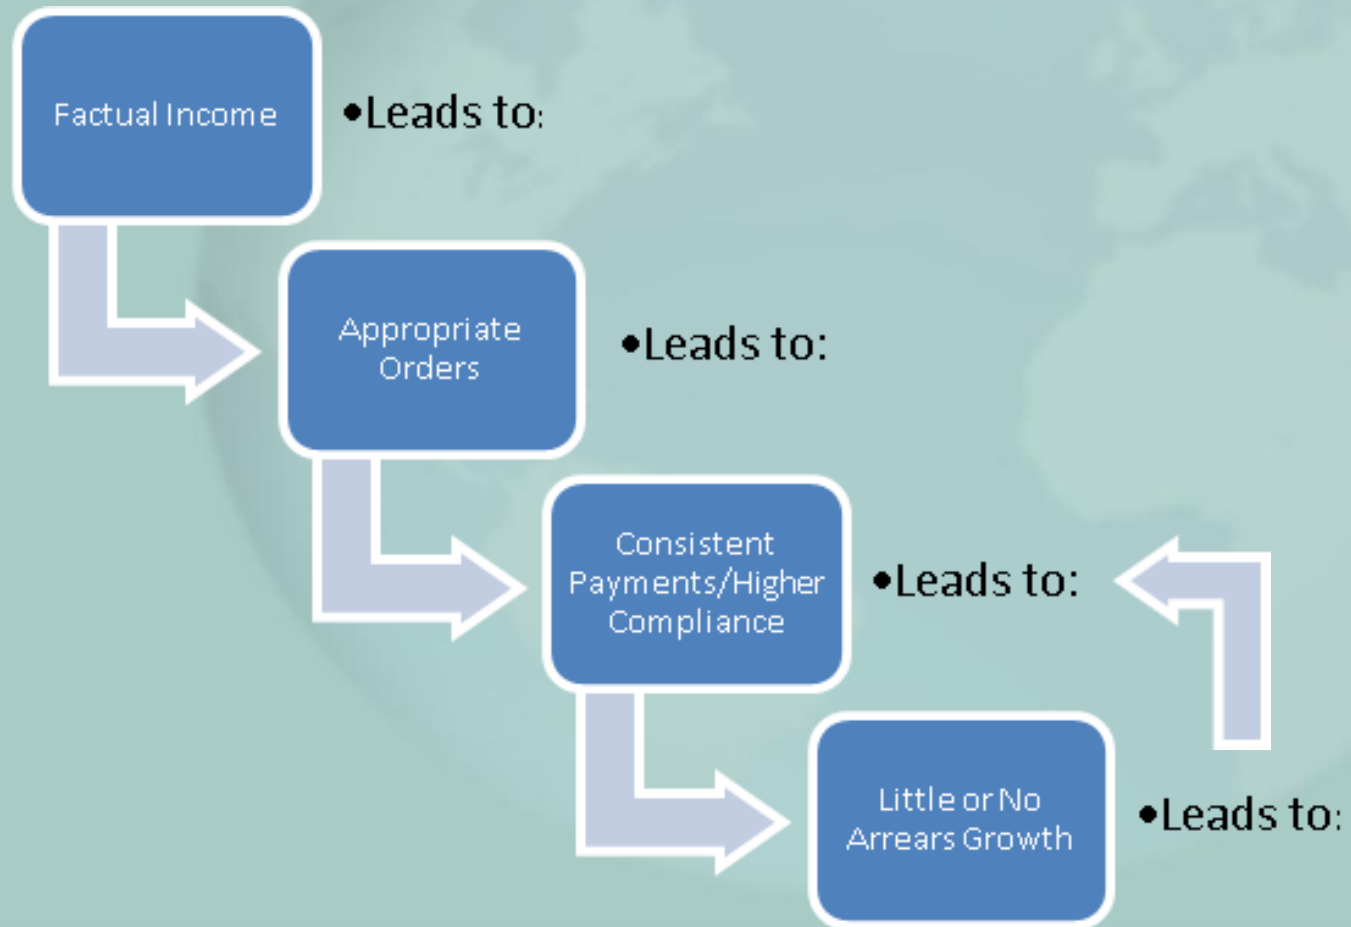 Factual Income
•Leads to:
Appropriate
Orders
•Leads to:
Consistent
Payments/Higher
Compliance
•Leads to:
Little or No
Arrears Growth
•Leads to: